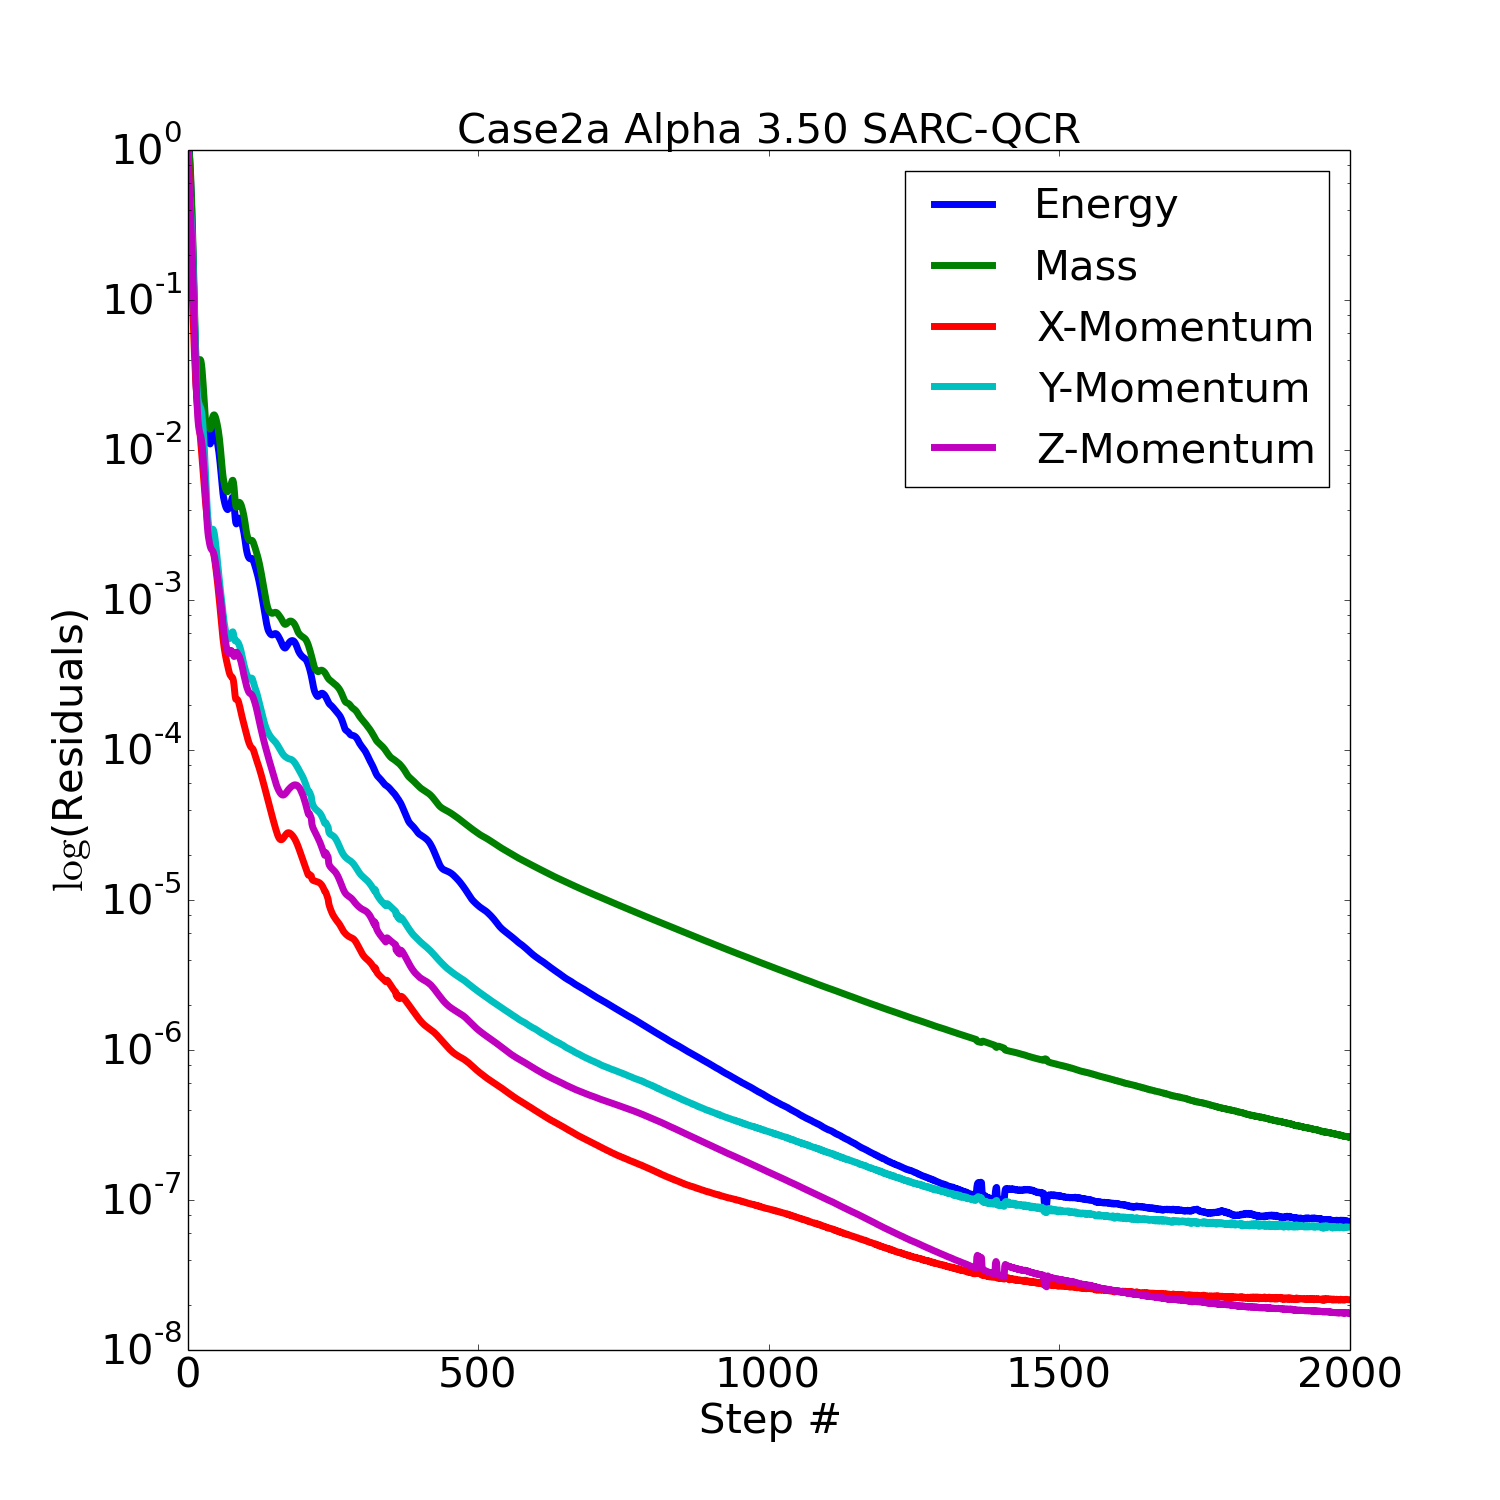 Case2a Alpha 3.50 SARC-QCR
Energy
Mass
X-Momentum
Y-Momentum
Z-Momentum
log(Residuals)
10^0
10^-1
10^-2
10^-3
10^-4
10^-5
10^-6
10^-7
10^-8
0 500 1000 1500 2000
Step #